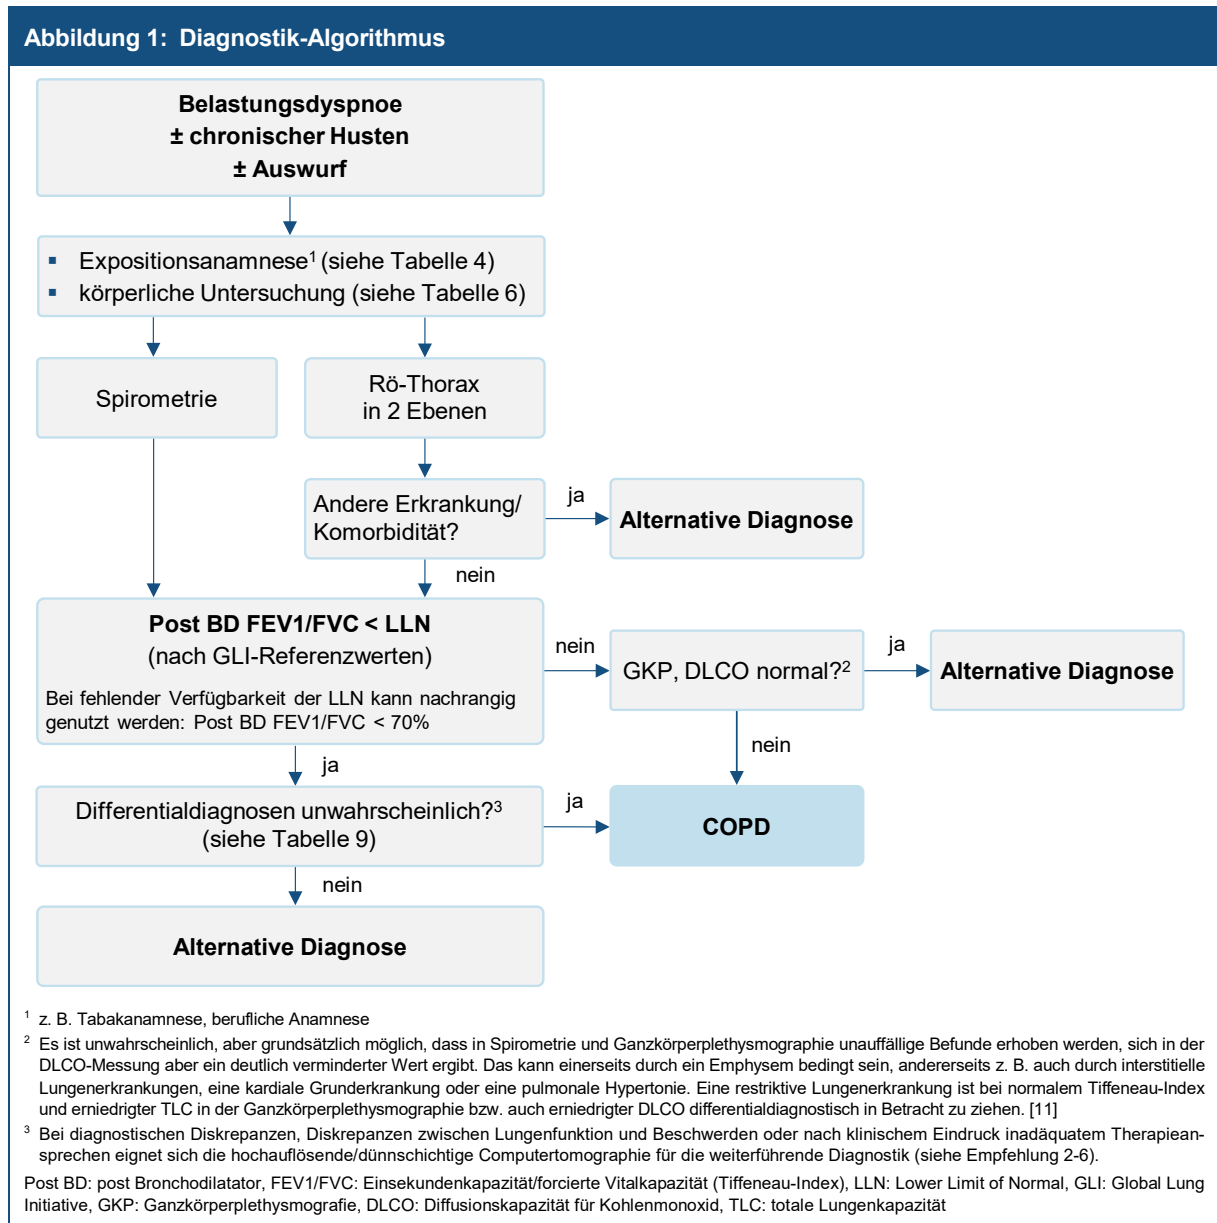 Abbildung 1: Diagnostik-Algorithmus
Belastungsdyspnoe
± chronischer Husten
± Auswurf
▪ Expositionsanamnese¹ (siehe Tabelle 4)
▪ körperliche Untersuchung (siehe Tabelle 6)
Spirometrie
Rö-Thorax
in 2 Ebenen
Andere Erkrankung/
Komorbidität?
ja
Alternative Diagnose
nein
Post BD FEV1/FVC < LLN
(nach GLI-Referenzwerten)
Bei fehlender Verfügbarkeit der LLN kann nachrangig
genutzt werden: Post BD FEV1/FVC < 70%
nein
GKP, DLCO normal?²
ja
Alternative Diagnose
ja
nein
Differentialdiagnosen unwahrscheinlich?³
(siehe Tabelle 9)
ja
COPD
nein
Alternative Diagnose
¹ z. B. Tabakanamnese, berufliche Anamnese
² Es ist unwahrscheinlich, aber grundsätzlich möglich, dass in Spirometrie und Ganzkörperplethysmographie unauffällige Befunde erhoben werden, sich in der
DLCO-Messung aber ein deutlich verminderter Wert ergibt. Das kann einerseits durch ein Emphysem bedingt sein, andererseits z. B. auch durch interstitielle
Lungenerkrankungen, eine kardiale Grunderkrankung oder eine pulmonale Hypertonie. Eine restriktive Lungenerkrankung ist bei normalem Tiffeneau-Index
und erniedrigter TLC in der Ganzkörperplethysmographie bzw. auch erniedrigter DLCO differentialdiagnostisch in Betracht zu ziehen. [11]
³ Bei diagnostischen Diskrepanzen, Diskrepanzen zwischen Lungenfunktion und Beschwerden oder nach klinischem Eindruck inadäquatem Therapiean-
sprechen eignet sich die hochauflösende/dünnschichtige Computertomographie für die weiterführende Diagnostik (siehe Empfehlung 2-6).
Post BD: post Bronchodilatator, FEV1/FVC: Einsekundenkapazität/forcierte Vitalkapazität (Tiffeneau-Index), LLN: Lower Limit of Normal, GLI: Global Lung
Initiative, GKP: Ganzkörperplethysmografie, DLCO: Diffusionskapazität für Kohlenmonoxid, TLC: totale Lungenkapazität